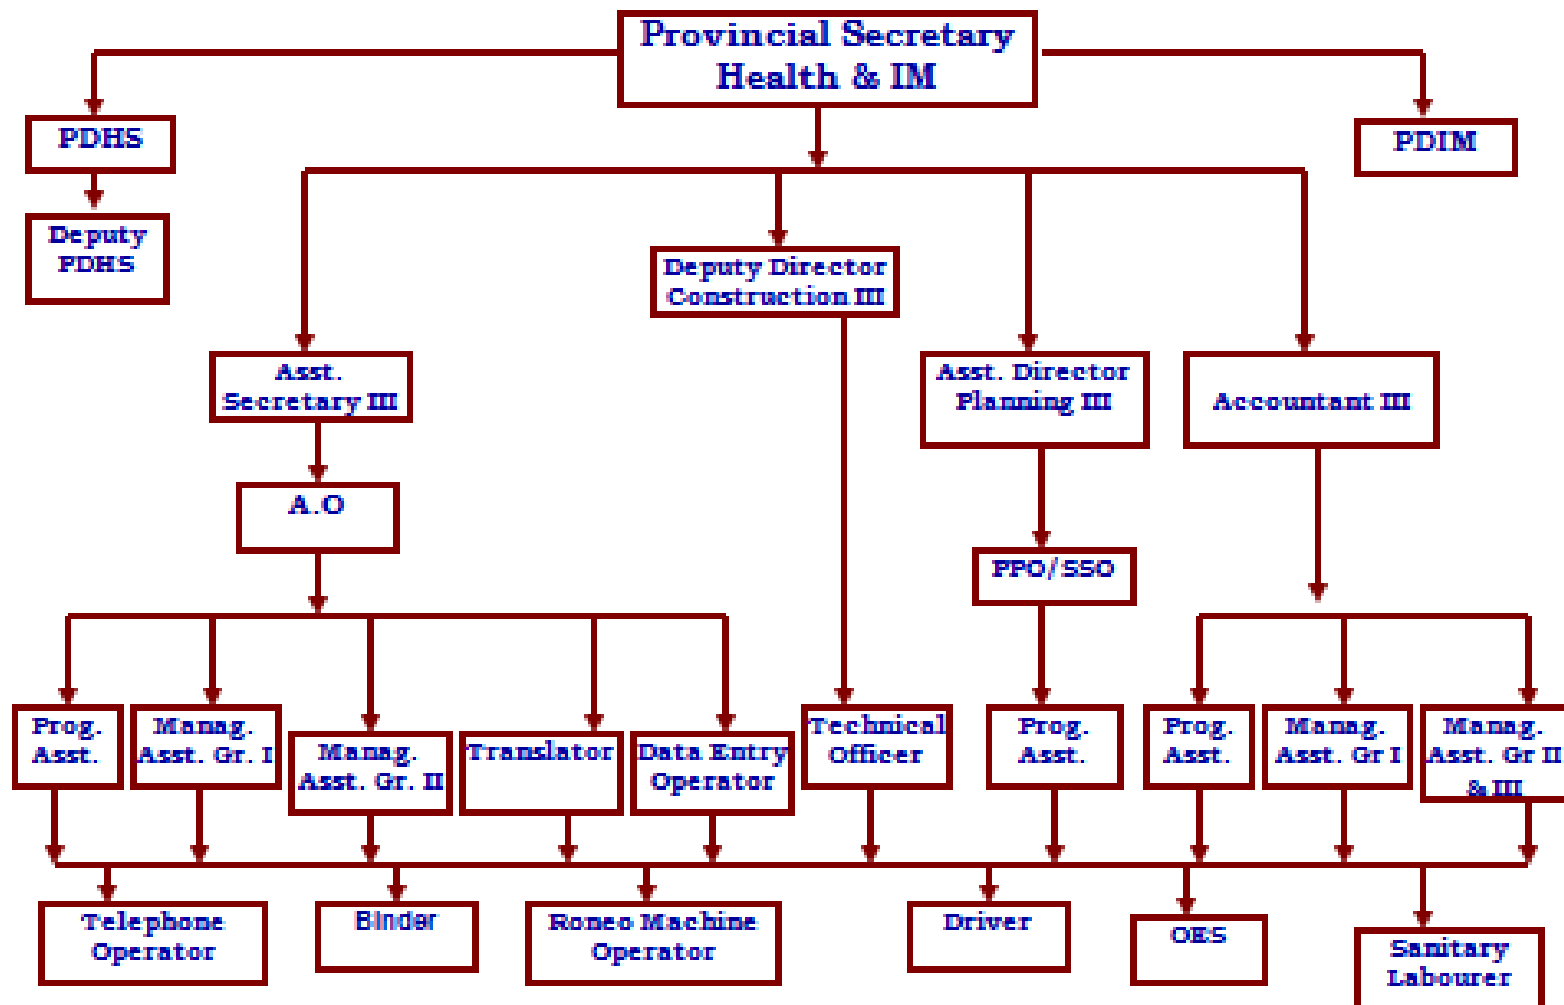 Provincial Secretary
Health & IM
PDHS
PDIM
Deputy
PDHS
Deputy Director
Construction III
Asst.
Secretary III
Asst. Director
Planning III
Accountant III
A.O
PPO/SSO
Prog.
Asst.
Manag.
Asst. Gr. I
Manag.
Asst. Gr. II
Translator
Data Entry
Operator
Technical
Officer
Prog.
Asst.
Prog.
Asst.
Manag.
Asst. Gr I
Manag.
Asst. Gr II
& III
Telephone
Operator
Binder
Roneo Machine
Operator
Driver
OES
Sanitary
Labourer